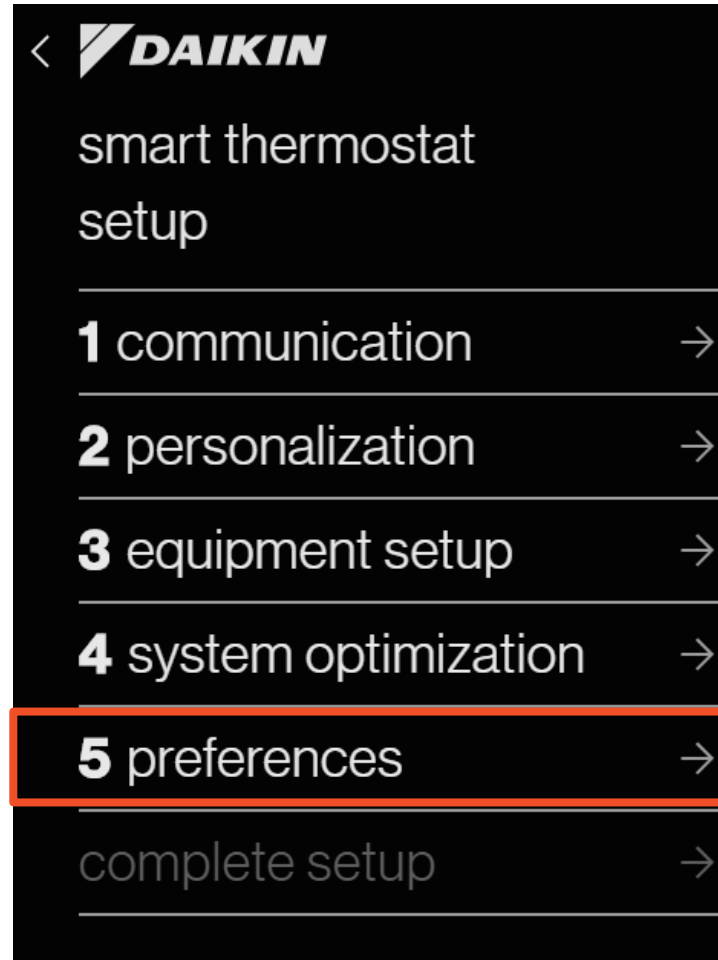 DAIKIN
smart thermostat
setup
1 communication
2 personalization
3 equipment setup
4 system optimization
5 preferences
complete setup